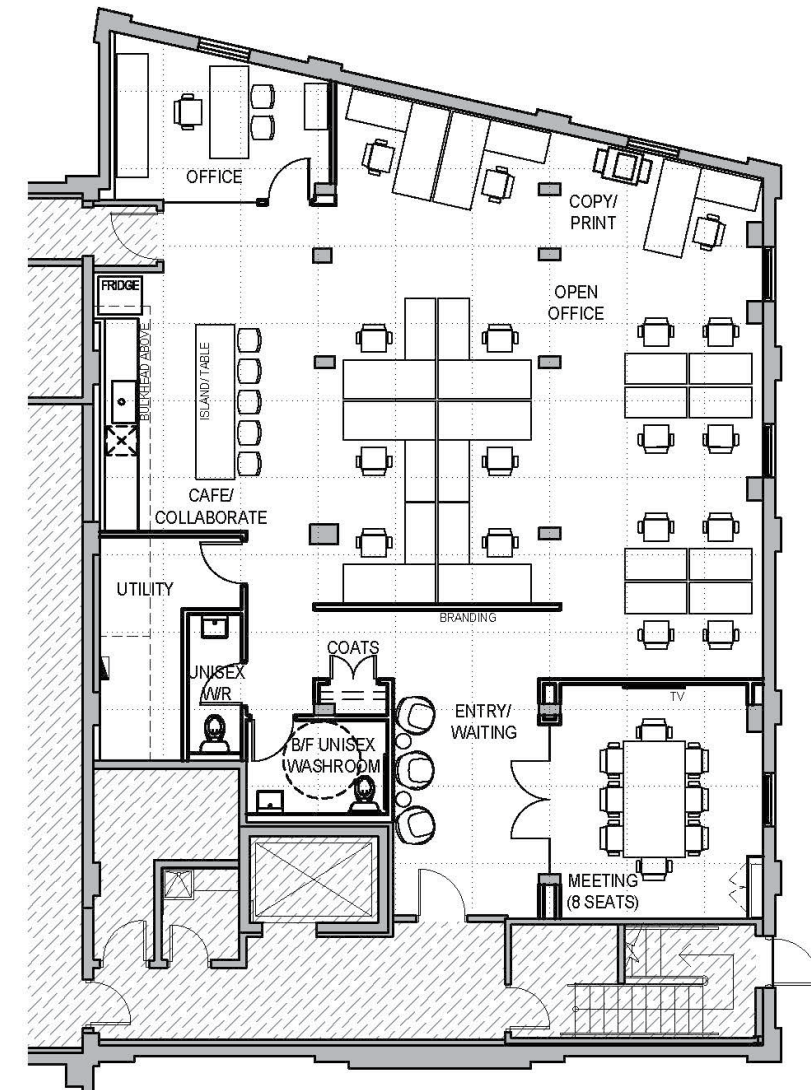 OFFICE
COPY/
PRINT
OPEN
OFFICE
FRIDGE
BULKHEAD ABOVE
ISLAND/TABLE
CAFE/
COLLABORATE
UTILITY
BRANDING
UNISEX
W/R
COATS
B/F UNISEX
WASHROOM
ENTRY/
WAITING
TV
MEETING
(8 SEATS)